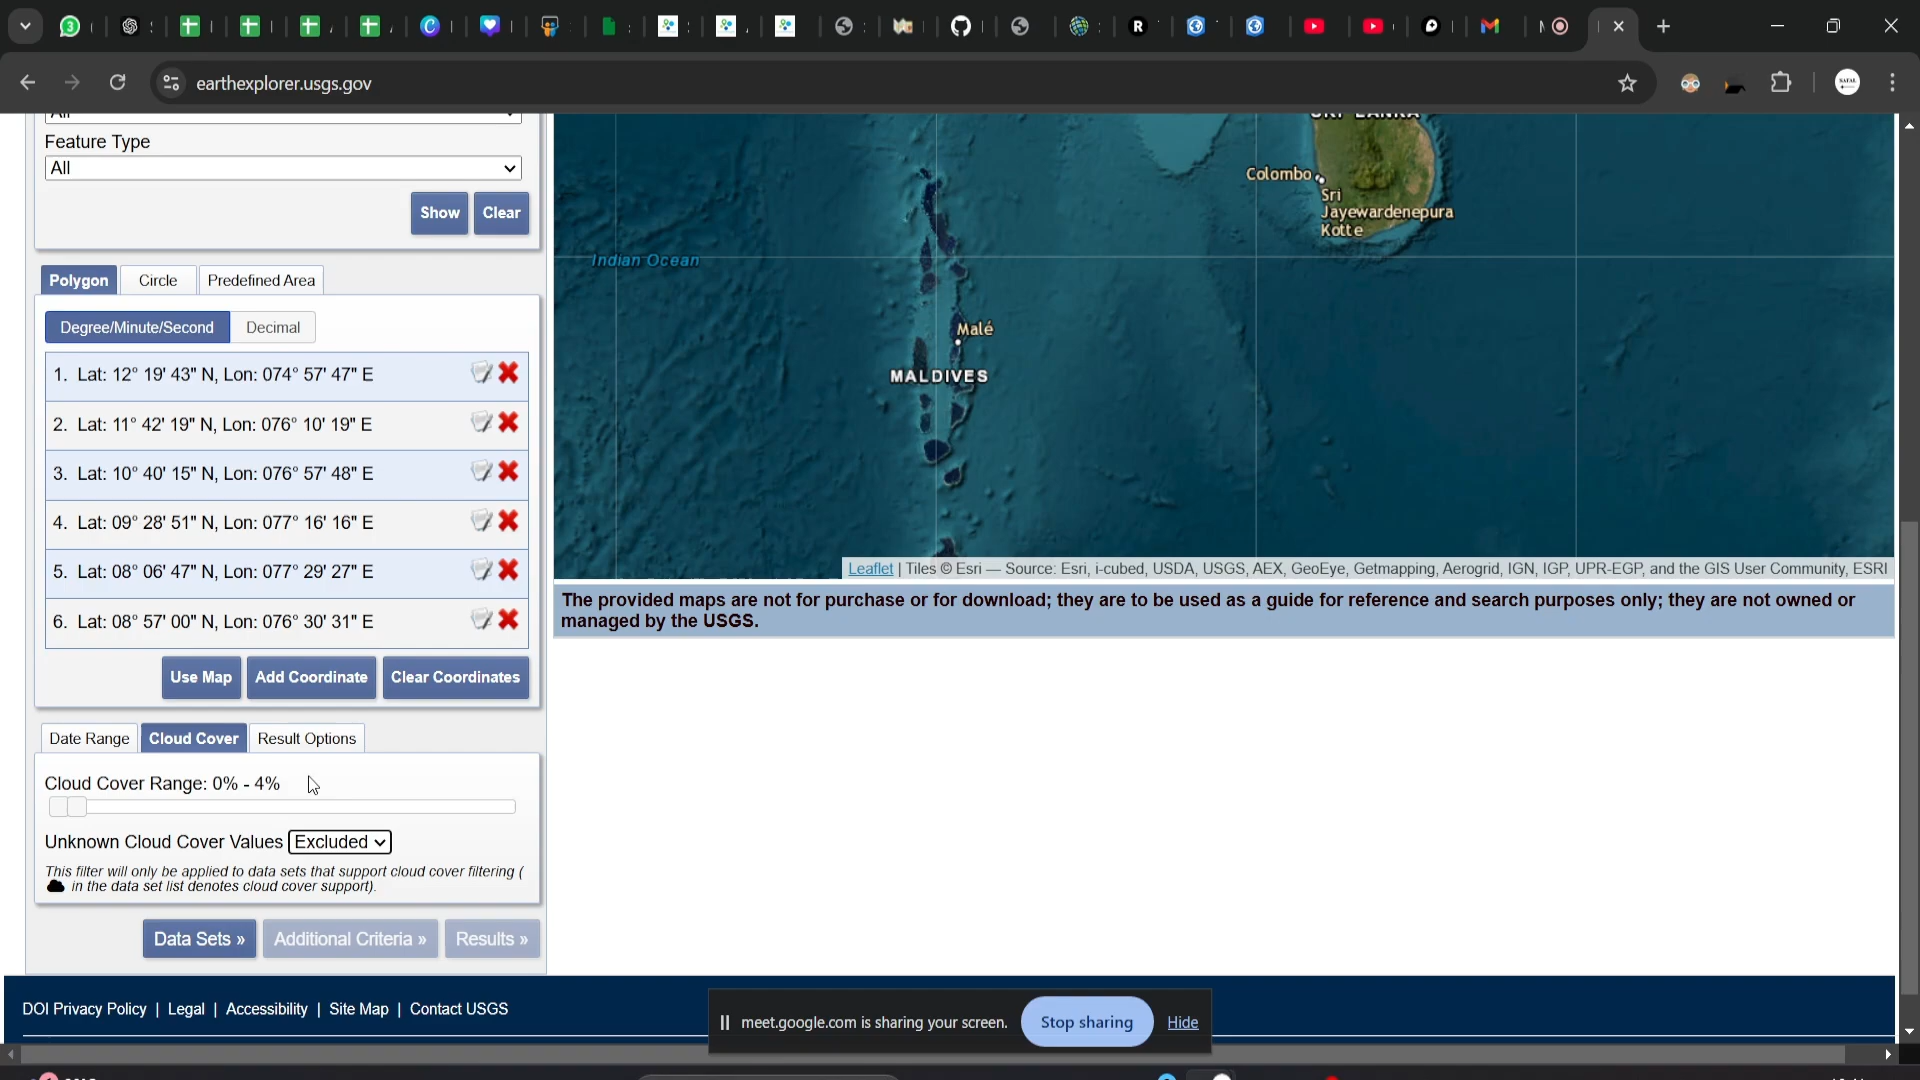 earthexplorer.usgs.gov
Feature Type
All
Show
Clear
Polygon
Circle
Predefined Area
Degree/Minute/Second
Decimal
1. Lat: 12° 19' 43" N, Lon: 074° 57' 47" E
2. Lat: 11° 42' 19" N, Lon: 076° 10' 19" E
3. Lat: 10° 40' 15" N, Lon: 076° 57' 48" E
4. Lat: 09° 28' 51" N, Lon: 077° 16' 16" E
5. Lat: 08° 06' 47" N, Lon: 077° 29' 27" E
6. Lat: 08° 57' 00" N, Lon: 076° 30' 31" E
Use Map
Add Coordinate
Clear Coordinates
Date Range
Cloud Cover
Result Options
Cloud Cover Range: 0% - 4%
Unknown Cloud Cover Values Excluded
This filter will only be applied to data sets that support cloud cover filtering (
in the data set list denotes cloud cover support).
Data Sets »
Additional Criteria »
Results »
SRI LANKA
Colombo
Sri
Jayewardenepura
Kotte
Indian Ocean
Malé
MALDIVES
Leaflet | Tiles © Esri — Source: Esri, i-cubed, USDA, USGS, AEX, GeoEye, Getmapping, Aerogrid, IGN, IGP, UPR-EGP, and the GIS User Community, ESRI
The provided maps are not for purchase or for download; they are to be used as a guide for reference and search purposes only; they are not owned or
managed by the USGS.
DOI Privacy Policy | Legal | Accessibility | Site Map | Contact USGS
meet.google.com is sharing your screen.
Stop sharing
Hide